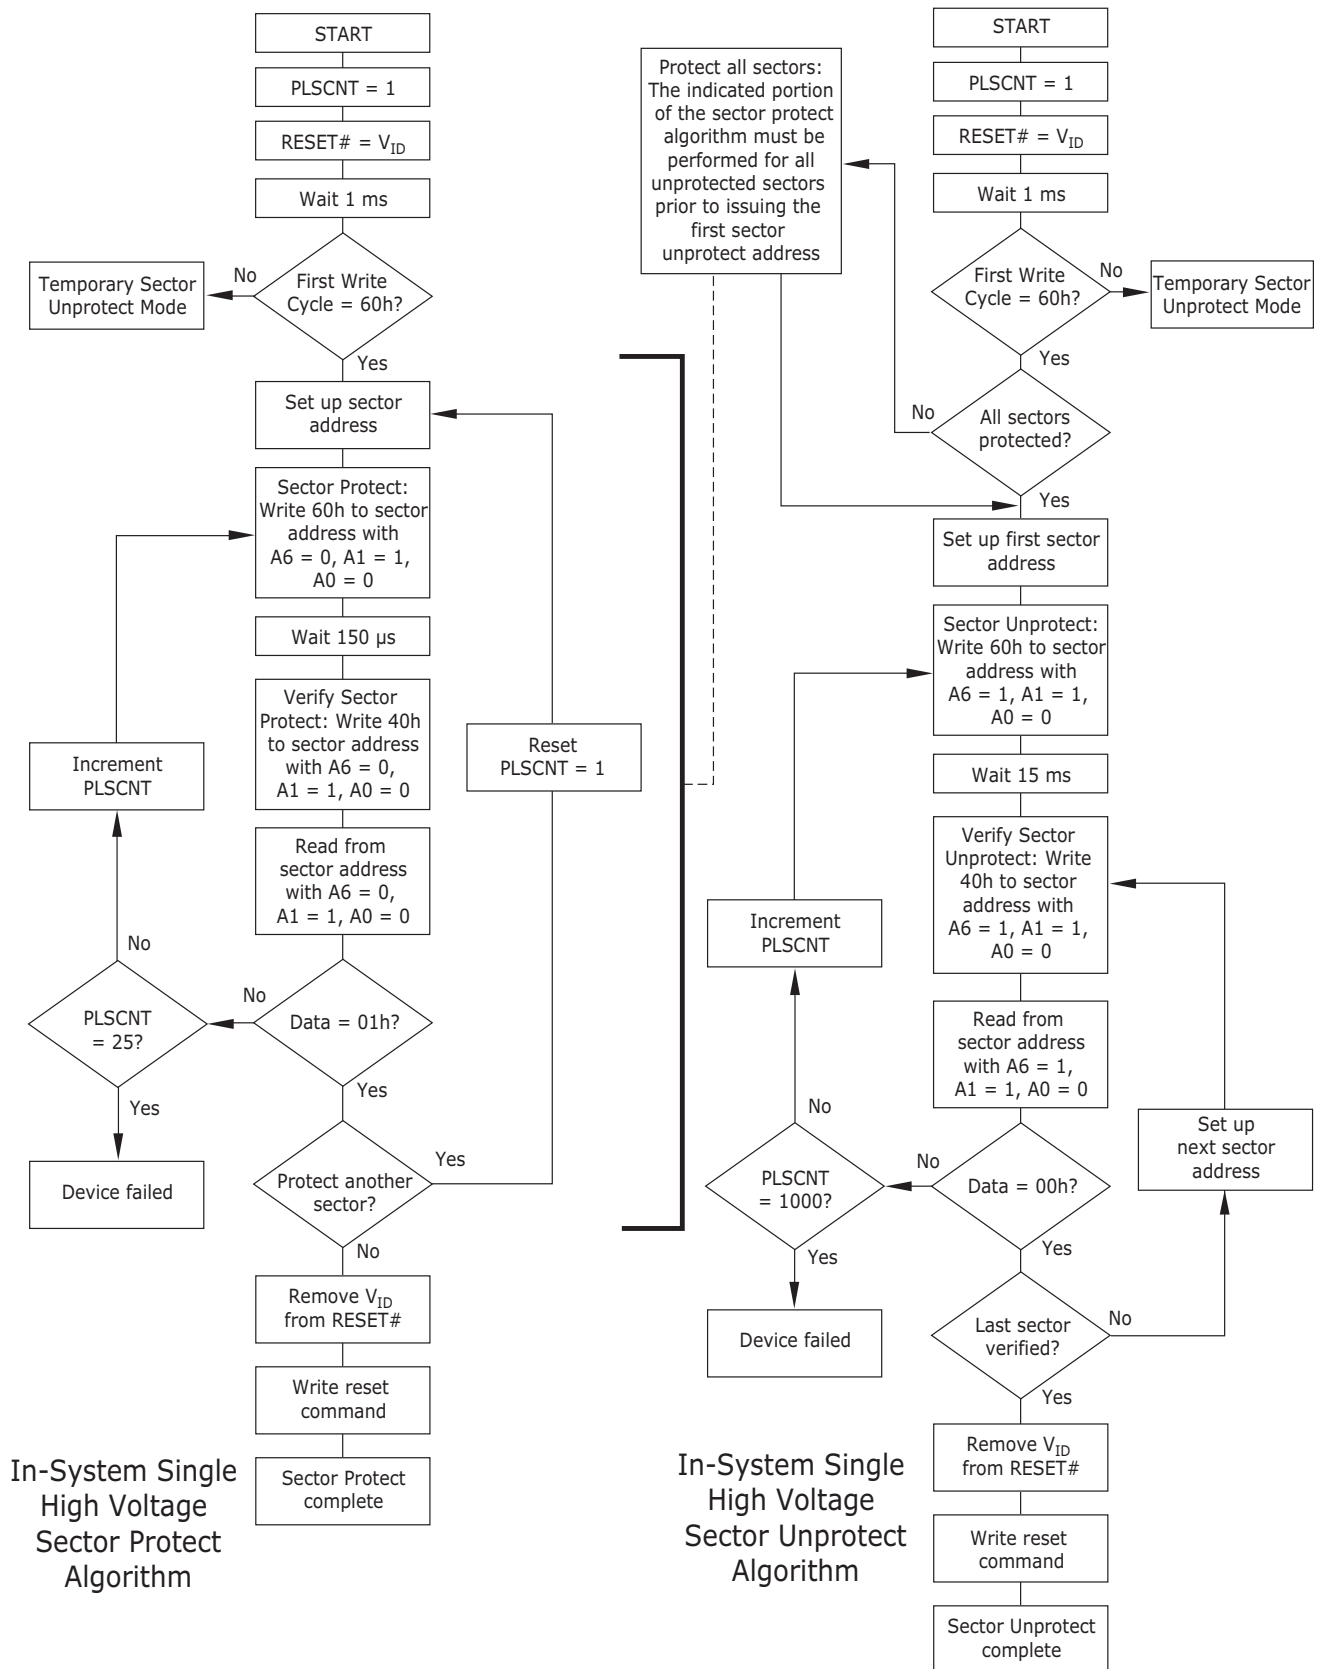 START
PLSCNT = 1
RESET# = VID
Wait 1 ms
First Write
Cycle = 60h?
No
Temporary Sector
Unprotect Mode
Yes
Set up sector
address
Sector Protect:
Write 60h to sector
address with
A6 = 0, A1 = 1,
A0 = 0
Wait 150 µs
Verify Sector
Protect: Write 40h
to sector address
with A6 = 0,
A1 = 1, A0 = 0
Reset
PLSCNT = 1
Increment
PLSCNT
Read from
sector address
with A6 = 0,
A1 = 1, A0 = 0
No
No
PLSCNT
= 25?
Data = 01h?
Yes
Yes
Device failed
Protect another
sector?
Yes
No
Remove VID
from RESET#
Write reset
command
Sector Protect
complete
In-System Single
High Voltage
Sector Protect
Algorithm
START
Protect all sectors:
The indicated portion
of the sector protect
algorithm must be
performed for all
unprotected sectors
prior to issuing the
first sector
unprotect address
PLSCNT = 1
RESET# = VID
Wait 1 ms
First Write
Cycle = 60h?
No
Temporary Sector
Unprotect Mode
Yes
No
All sectors
protected?
Yes
Set up first sector
address
Sector Unprotect:
Write 60h to sector
address with
A6 = 1, A1 = 1,
A0 = 0
Wait 15 ms
Verify Sector
Unprotect: Write
40h to sector
address with
A6 = 1, A1 = 1,
A0 = 0
Increment
PLSCNT
Read from
sector address
with A6 = 1,
A1 = 1, A0 = 0
No
Set up
next sector
address
No
PLSCNT
= 1000?
Data = 00h?
Yes
Yes
Device failed
Last sector
verified?
No
Yes
Remove VID
from RESET#
Write reset
command
Sector Unprotect
complete
In-System Single
High Voltage
Sector Unprotect
Algorithm